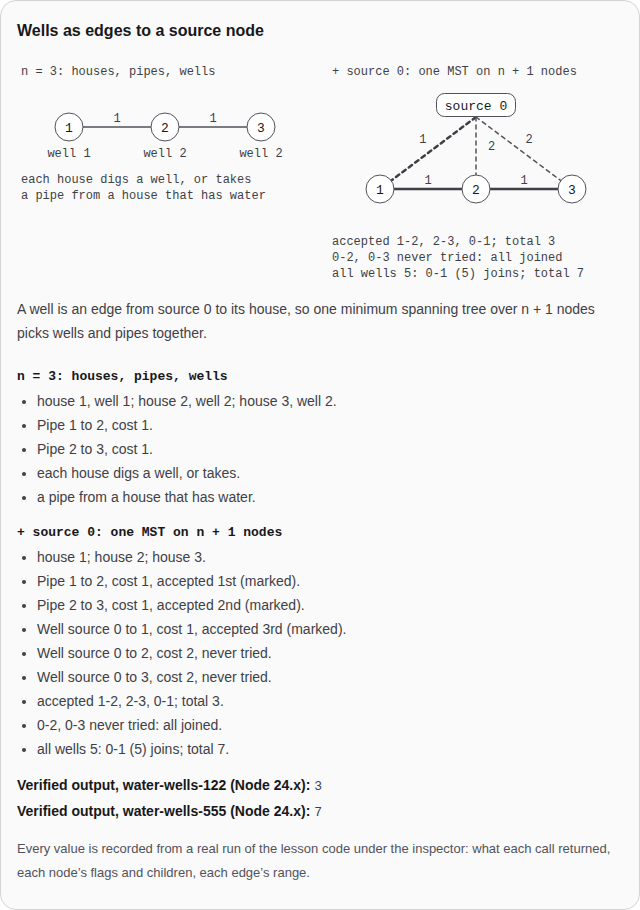 Wells as edges to a source node
n = 3: houses, pipes, wells
1
1
1
2
3
well 1
well 2
well 2
each house digs a well, or takes
a pipe from a house that has water
+ source 0: one MST on n + 1 nodes
source 0
1
2
2
1
1
1
2
3
accepted 1-2, 2-3, 0-1; total 3
0-2, 0-3 never tried: all joined
all wells 5: 0-1 (5) joins; total 7
A well is an edge from source 0 to its house, so one minimum spanning tree over n + 1 nodes
picks wells and pipes together.
n = 3: houses, pipes, wells
• house 1, well 1; house 2, well 2; house 3, well 2.
• Pipe 1 to 2, cost 1.
• Pipe 2 to 3, cost 1.
• each house digs a well, or takes.
• a pipe from a house that has water.
+ source 0: one MST on n + 1 nodes
• house 1; house 2; house 3.
• Pipe 1 to 2, cost 1, accepted 1st (marked).
• Pipe 2 to 3, cost 1, accepted 2nd (marked).
• Well source 0 to 1, cost 1, accepted 3rd (marked).
• Well source 0 to 2, cost 2, never tried.
• Well source 0 to 3, cost 2, never tried.
• accepted 1-2, 2-3, 0-1; total 3.
• 0-2, 0-3 never tried: all joined.
• all wells 5: 0-1 (5) joins; total 7.
Verified output, water-wells-122 (Node 24.x): 3
Verified output, water-wells-555 (Node 24.x): 7
Every value is recorded from a real run of the lesson code under the inspector: what each call returned,
each node’s flags and children, each edge’s range.